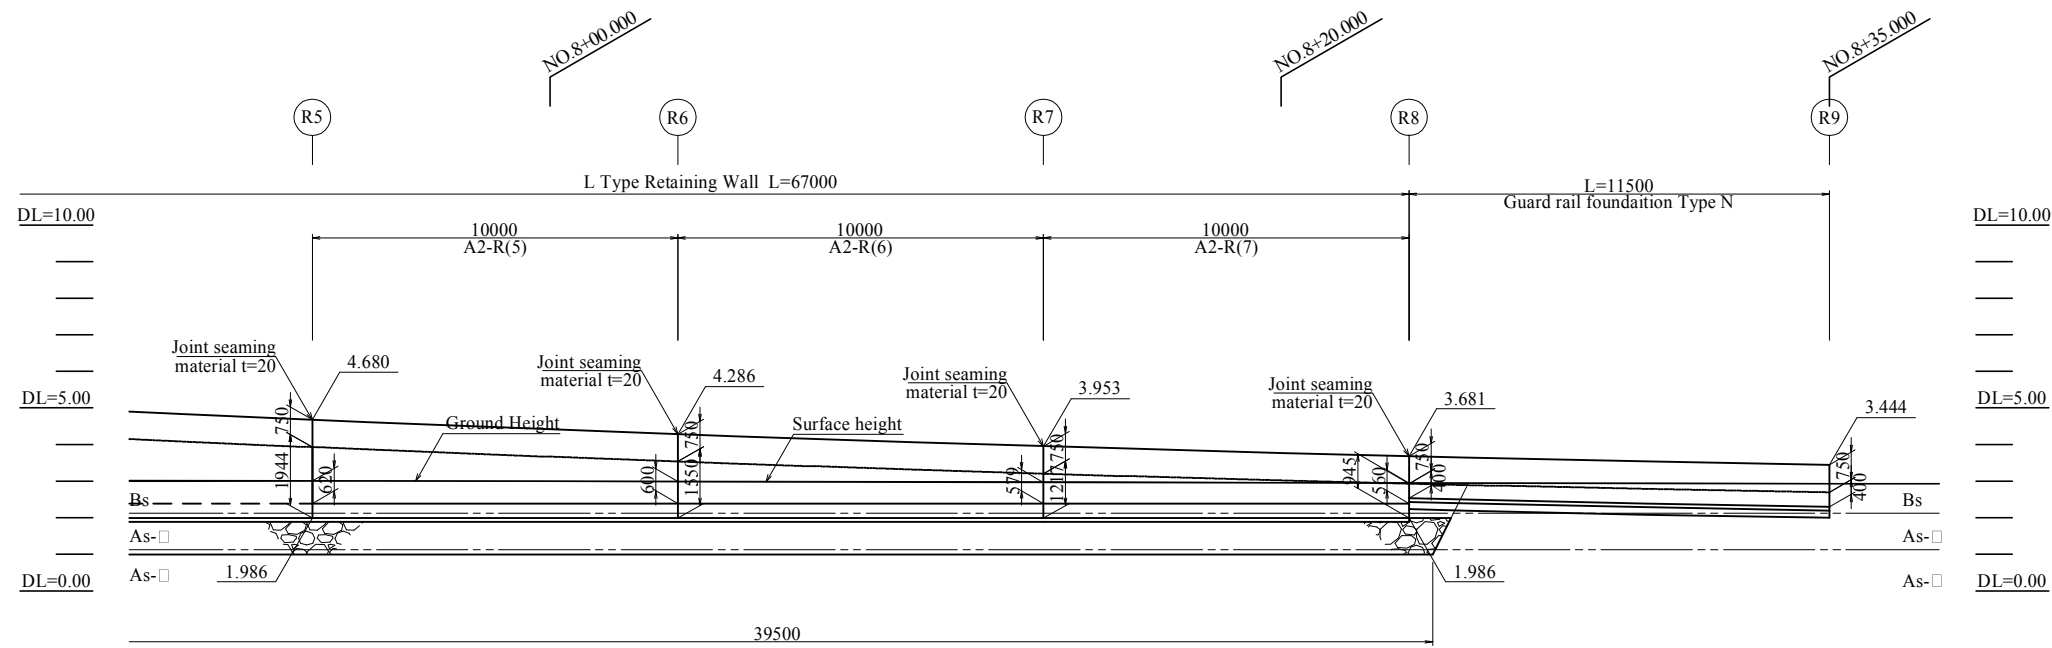 NO.8+00.000
NO.8+20.000
NO.8+35.000
R5
R6
R7
R8
R9
L Type Retaining Wall L=67000
L=11500
Guard rail foundaition Type N
DL=10.00
DL=10.00
10000
A2-R(5)
10000
A2-R(6)
10000
A2-R(7)
Joint seaming
material t=20
4.680
Joint seaming
material t=20
4.286
Joint seaming
material t=20
3.953
Joint seaming
material t=20
3.681
3.444
DL=5.00
DL=5.00
Ground Height
Surface height
750
1944
620
600
750
1550
579
750
1217
945
560
750
400
750
400
Bs
Bs
As-□
As-□
As-□
As-□
1.986
1.986
DL=0.00
DL=0.00
39500